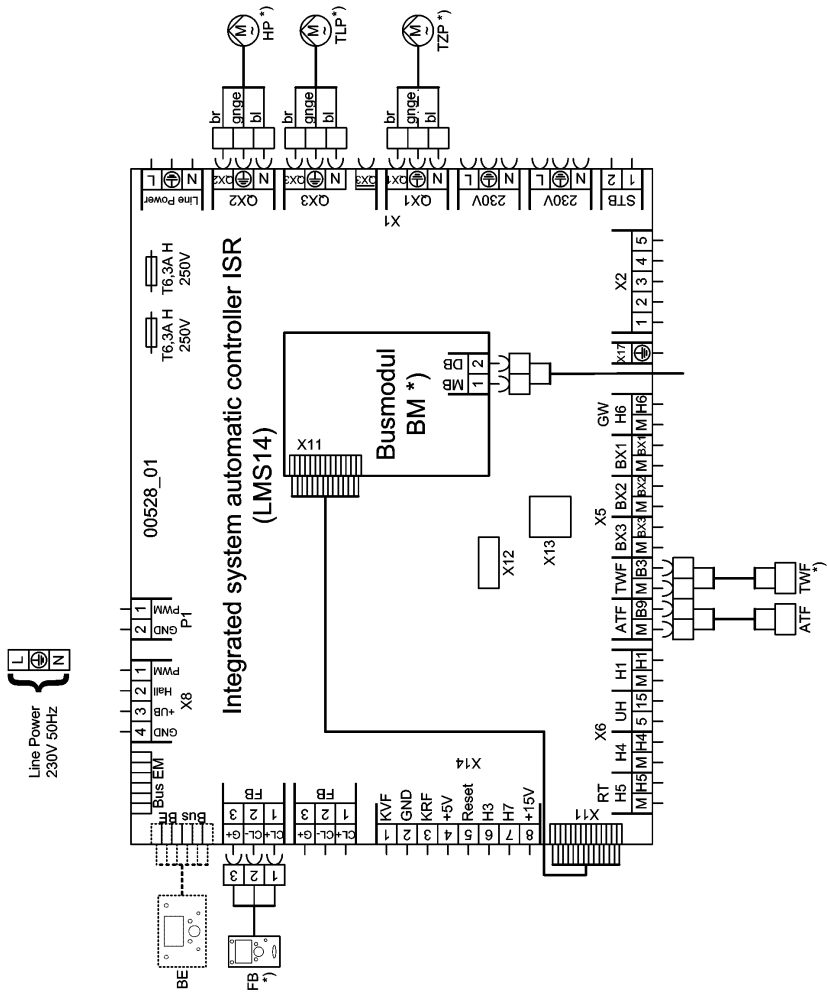 HP *)
TLP *)
TZP *)
M
~
M
~
M
~
br
gnge
bl
br
gnge
bl
br
gnge
bl
L
N
Line Power
QX2
N
QX2
QX3
N
QX3
QX3
QX1
N
QX1
L
N
230V
L
N
230V
2
1
STB
X1
T6,3A H
250V
T6,3A H
250V
Integrated system automatic controller ISR
(LMS14)
00528_01
Busmodul
BM *)
X11
DB
MB
2
1
X2
1
2
3
4
5
X17
GW
H6
M
H6
BX1
M
BX1
BX2
M
BX2
BX3
M
BX3
X5
TWF
M
B3
ATF
M
B9
TWF
*)
ATF
X12
X13
P1
1
2
PWM
GND
X8
1
2
3
4
PWM
Hall
+UB
GND
L
N
Line Power
230V 50Hz
Bus EM
Bus BE
BE
FB
3
2
1
G+
CL-
CL+
FB
3
2
1
G+
CL-
CL+
3
2
1
FB
*)
X14
1
KVF
2
GND
3
KRF
4
+5V
5
Reset
6
H3
7
H7
8
+15V
X11
X6
H1
M
H1
UH
5
15
H4
M
H4
RT
H5
M
H5